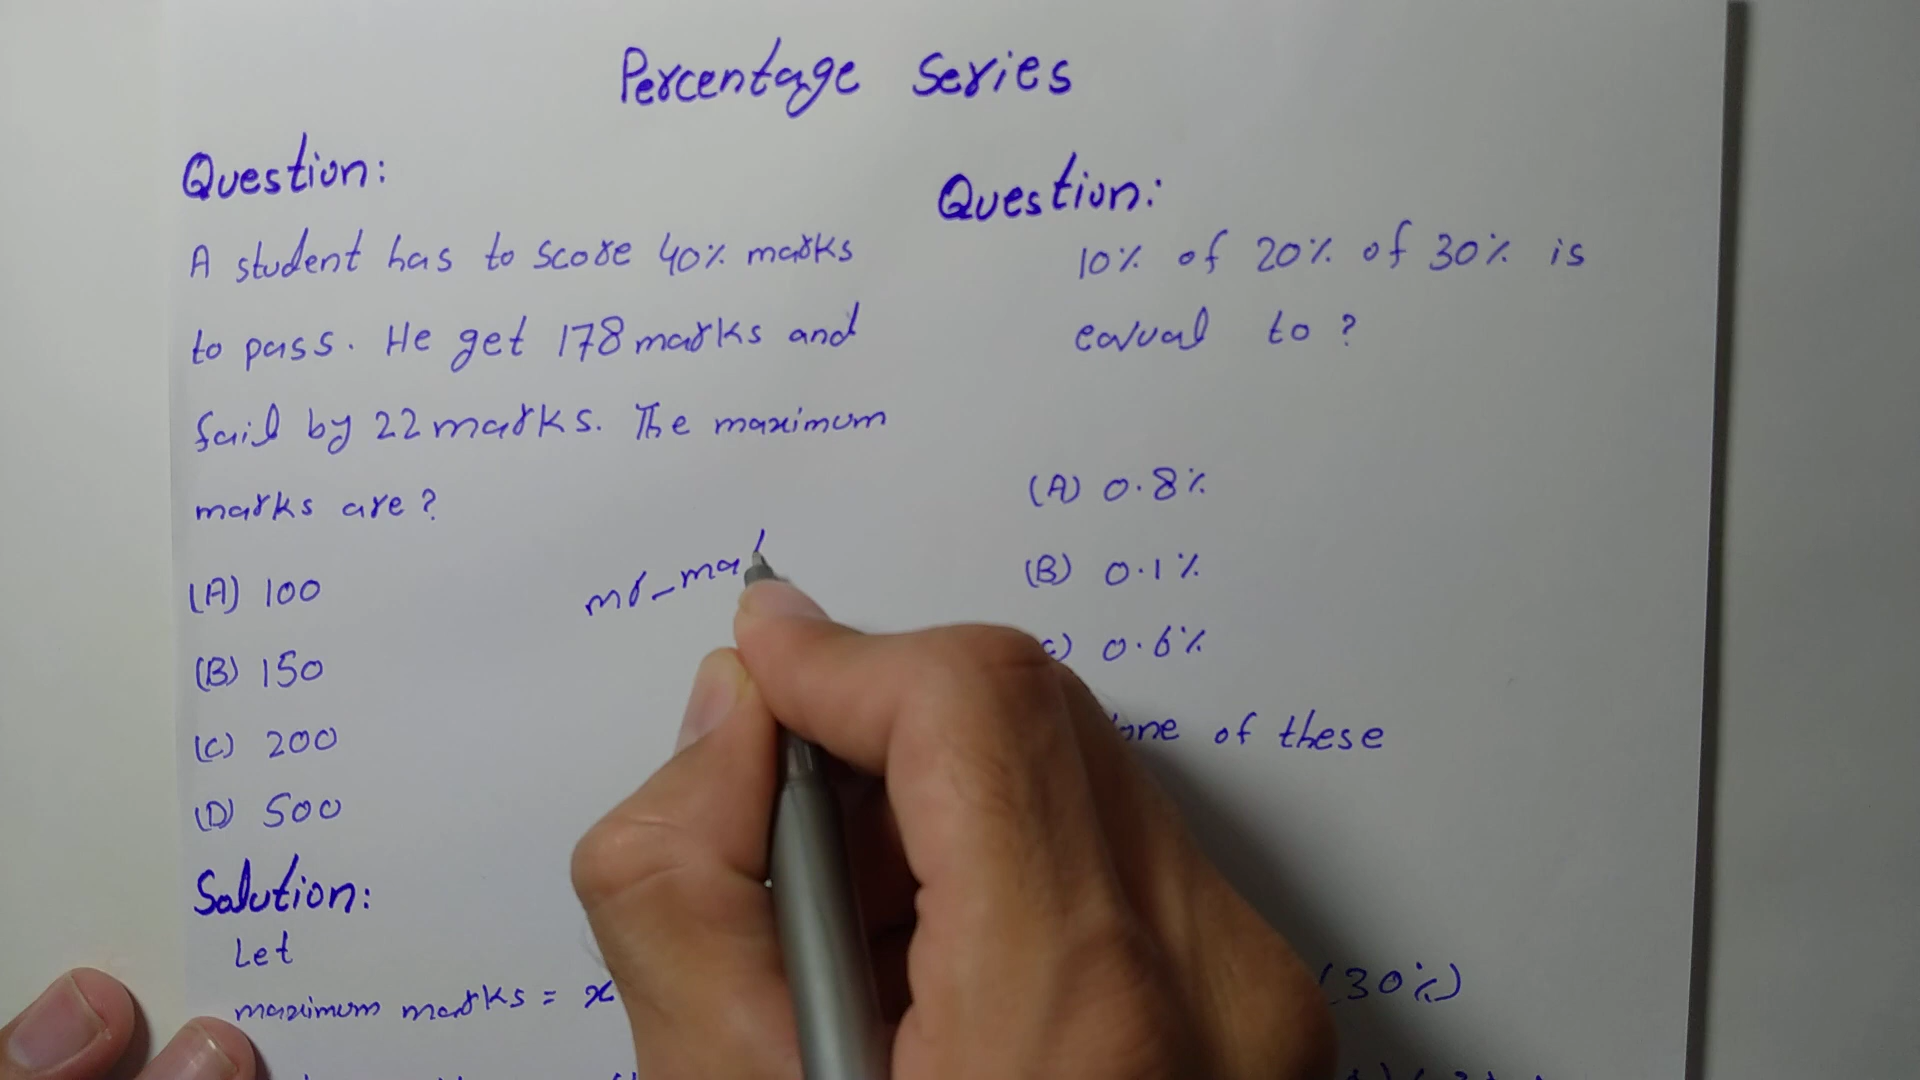 Percentage Series
Question:
A student has to score 40% marks
to pass. He get 178 marks and
fail by 22 marks. The maximum
marks are?
(A) 100
(B) 150
(C) 200
(D) 500
Solution:
Let
maximum marks = x
mr_ma
Question:
10% of 20% of 30% is
equal to?
(A) 0.8%
(B) 0.1%
0.6%
of these
(30%)